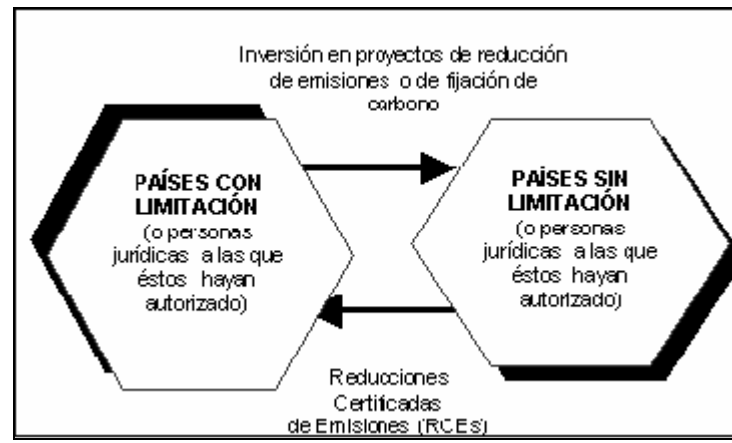 Inversión en proyectos de reducción
de emisiones o de fijación de
carbono
PAÍSES CON
LIMITACIÓN
(o personas
jurídicas a las que
éstos hayan
autorizado)
PAÍSES SIN
LIMITACIÓN
(o personas
jurídicas a las que
éstos hayan
autorizado)
Reducciones
Certificadas
de Emisiones (RCEs)